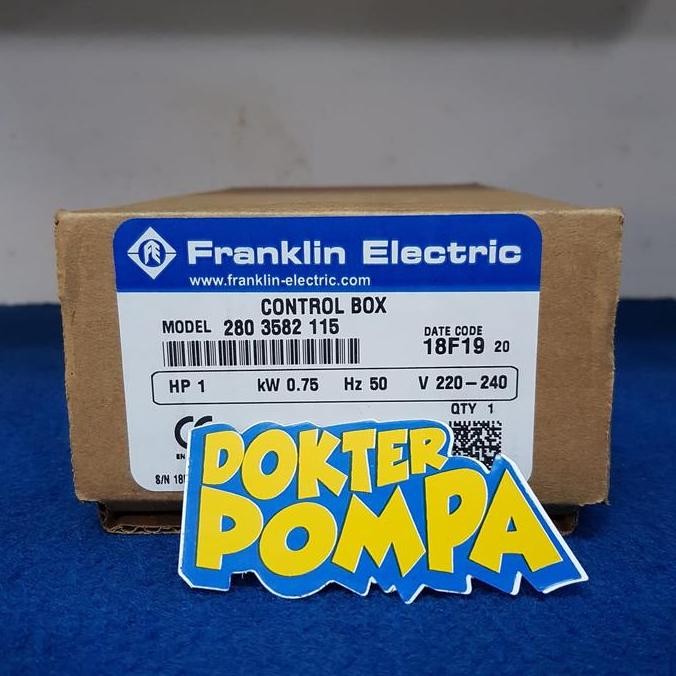 Franklin Electric
www.franklin-electric.com
CONTROL BOX
MODEL 280 3582 115
DATE CODE
18F19 20
HP 1 kW 0.75 Hz 50 V 220-240
QTY 1
CE
S/N
DOKTER
POMPA